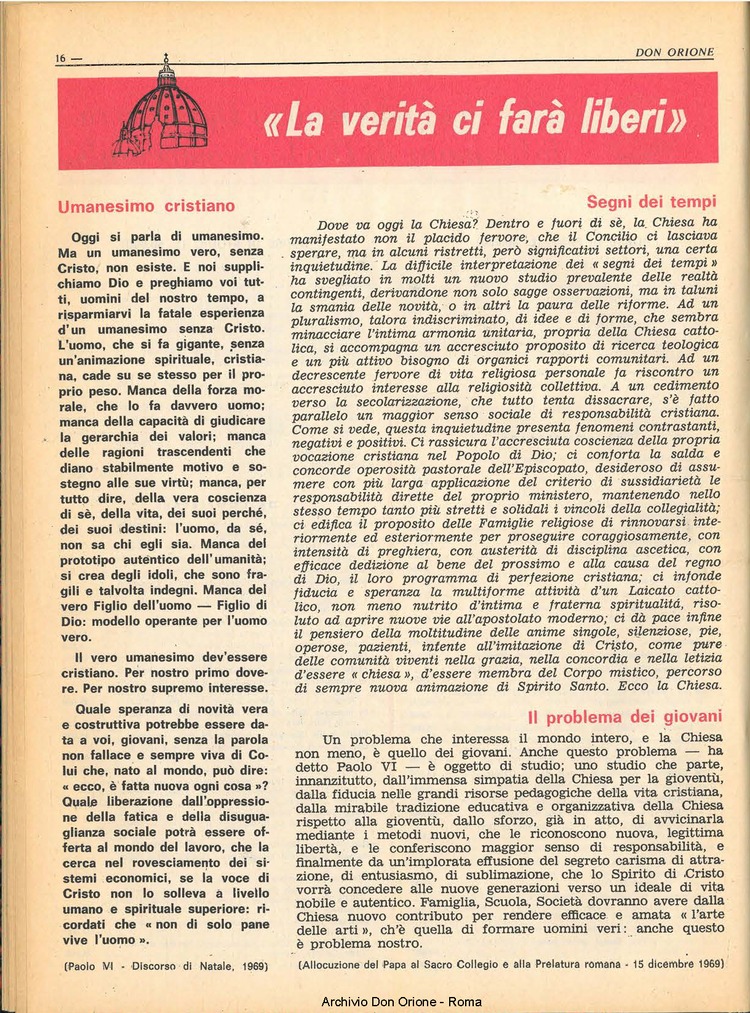 16 —
DON ORIONE
«La verità ci farà liberi»
Umanesimo cristiano
Oggi si parla di umanesimo.
Ma un umanesimo vero, senza
Cristo, non esiste. E noi suppli-
chiamo Dio e preghiamo voi tut-
ti, uomini del nostro tempo, a
risparmiarvi la fatale esperienza
d'un umanesimo senza Cristo.
L'uomo, che si fa gigante, senza
un'animazione spirituale, cristia-
na, cade su se stesso per il pro-
prio peso. Manca della forza mo-
rale, che lo fa davvero uomo;
manca della capacità di giudicare
la gerarchia dei valori; manca
delle ragioni trascendenti che
diano stabilmente motivo e so-
stegno alle sue virtù; manca, per
tutto dire, della vera coscienza
di sè, della vita, dei suoi perché,
dei suoi destini: l'uomo, da sé,
non sa chi egli sia. Manca del
prototipo autentico dell'umanità;
si crea degli idoli, che sono fra-
gili e talvolta indegni. Manca del
vero Figlio dell'uomo — Figlio di
Dio: modello operante per l'uomo
vero.
Il vero umanesimo dev'essere
cristiano. Per nostro primo dove-
re. Per nostro supremo interesse.
Quale speranza di novità vera
e costruttiva potrebbe essere da-
ta a voi, giovani, senza la parola
non fallace e sempre viva di Co-
lui che, nato al mondo, può dire:
« ecco, è fatta nuova ogni cosa »?
Quale liberazione dall'oppressio-
ne della fatica e della disugua-
glianza sociale potrà essere of-
ferta al mondo del lavoro, che la
cerca nel rovesciamento dei si-
stemi economici, se la voce di
Cristo non lo solleva a livello
umano e spirituale superiore: ri-
cordati che « non di solo pane
vive l'uomo ».
(Paolo VI - Discorso di Natale, 1969)
Segni dei tempi
Dove va oggi la Chiesa? Dentro e fuori di sè, la Chiesa ha
manifestato non il placido fervore, che il Concilio ci lasciava
sperare, ma in alcuni ristretti, però significativi settori, una certa
inquietudine. La difficile interpretazione dei « segni dei tempi »
ha svegliato in molti un nuovo studio prevalente delle realtà
contingenti, derivandone non solo sagge osservazioni, ma in taluni
la smania delle novità, o in altri la paura delle riforme. Ad un
pluralismo, talora indiscriminato, di idee e di forme, che sembra
minacciare l'intima armonia unitaria, propria della Chiesa catto-
lica, si accompagna un accresciuto proposito di ricerca teologica
e un più attivo bisogno di organici rapporti comunitari. Ad un
decrescente fervore di vita religiosa personale fa riscontro un
accresciuto interesse alla religiosità collettiva. A un cedimento
verso la secolarizzazione, che tutto tenta dissacrare, s'è fatto
parallelo un maggior senso sociale di responsabilità cristiana.
Come si vede, questa inquietudine presenta fenomeni contrastanti,
negativi e positivi. Ci rassicura l'accresciuta coscienza della propria
vocazione cristiana nel Popolo di Dio; ci conforta la salda e
concorde operosità pastorale dell'Episcopato, desideroso di assu-
mere con più larga applicazione del criterio di sussidiarietà le
responsabilità dirette del proprio ministero, mantenendo nello
stesso tempo tanto più stretti e solidali i vincoli della collegialità;
ci edifica il proposito delle Famiglie religiose di rinnovarsi inte-
riormente ed esteriormente per proseguire coraggiosamente, con
intensità di preghiera, con austerità di disciplina ascetica, con
efficace dedizione al bene del prossimo e alla causa del regno
di Dio, il loro programma di perfezione cristiana; ci infonde
fiducia e speranza la multiforme attività d'un Laicato catto-
lico, non meno nutrito d'intima e fraterna spiritualità, riso-
luto ad aprire nuove vie all'apostolato moderno; ci dà pace infine
il pensiero della moltitudine delle anime singole, silenziose, pie,
operose, pazienti, intente all'imitazione di Cristo, come pure
delle comunità viventi nella grazia, nella concordia e nella letizia
d'essere « chiesa », d'essere membra del Corpo mistico, percorso
di sempre nuova animazione di Spirito Santo. Ecco la Chiesa.
Il problema dei giovani
Un problema che interessa il mondo intero, e la Chiesa
non meno, è quello dei giovani. Anche questo problema — ha
detto Paolo VI — è oggetto di studio; uno studio che parte,
innanzitutto, dall'immensa simpatia della Chiesa per la gioventù,
dalla fiducia nelle grandi risorse pedagogiche della vita cristiana,
dalla mirabile tradizione educativa e organizzativa della Chiesa
rispetto alla gioventù, dallo sforzo, già in atto, di avvicinarla
mediante i metodi nuovi, che le riconoscono nuova, legittima
libertà, e le conferiscono maggior senso di responsabilità, e
finalmente da un'implorata effusione del segreto carisma di attra-
zione, di entusiasmo, di sublimazione, che lo Spirito di Cristo
vorrà concedere alle nuove generazioni verso un ideale di vita
nobile e autentico. Famiglia, Scuola, Società dovranno avere dalla
Chiesa nuovo contributo per rendere efficace e amata « l'arte
delle arti », ch'è quella di formare uomini veri: anche questo
è problema nostro.
(Allocuzione del Papa al Sacro Collegio e alla Prelatura romana - 15 dicembre 1969)
Archivio Don Orione - Roma